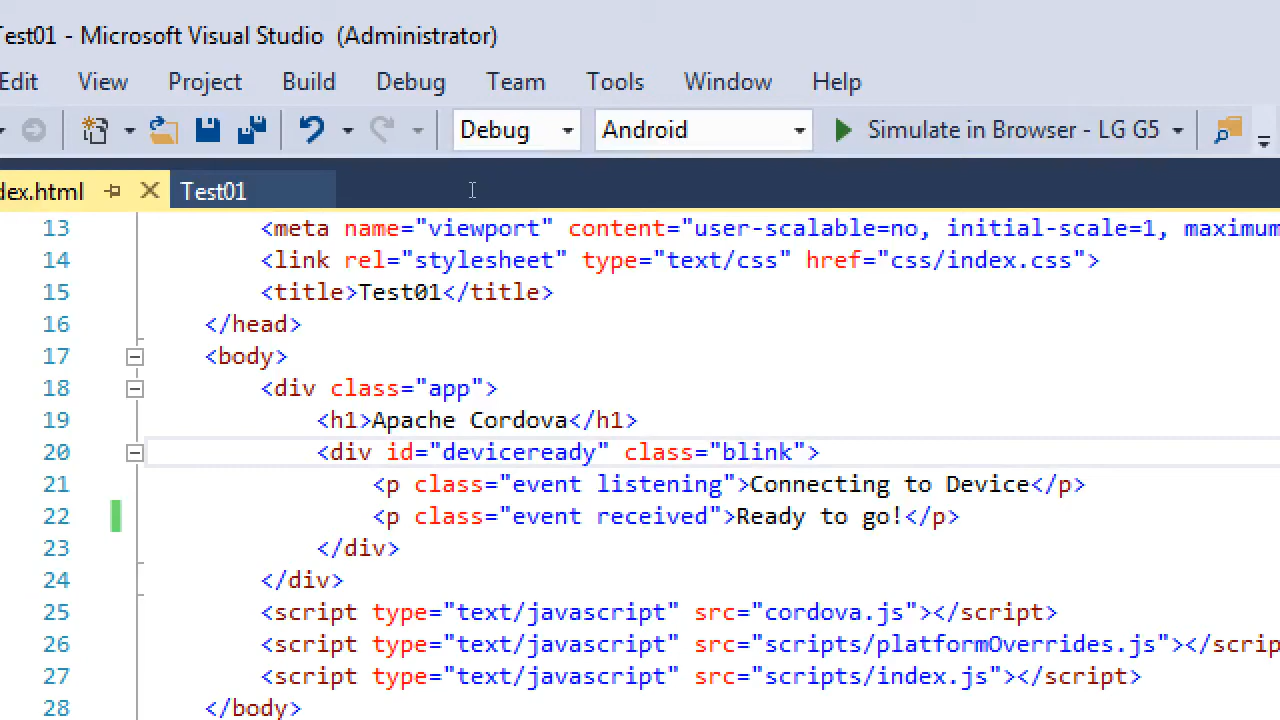 Test01 - Microsoft Visual Studio (Administrator)
Edit View Project Build Debug Team Tools Window Help
Debug Android Simulate in Browser - LG G5
dex.html Test01
13 <meta name="viewport" content="user-scalable=no, initial-scale=1, maximum
14 <link rel="stylesheet" type="text/css" href="css/index.css">
15 <title>Test01</title>
16 </head>
17 <body>
18 <div class="app">
19 <h1>Apache Cordova</h1>
20 <div id="deviceready" class="blink">
21 <p class="event listening">Connecting to Device</p>
22 <p class="event received">Ready to go!</p>
23 </div>
24 </div>
25 <script type="text/javascript" src="cordova.js"></script>
26 <script type="text/javascript" src="scripts/platformOverrides.js"></scrip
27 <script type="text/javascript" src="scripts/index.js"></script>
28 </body>